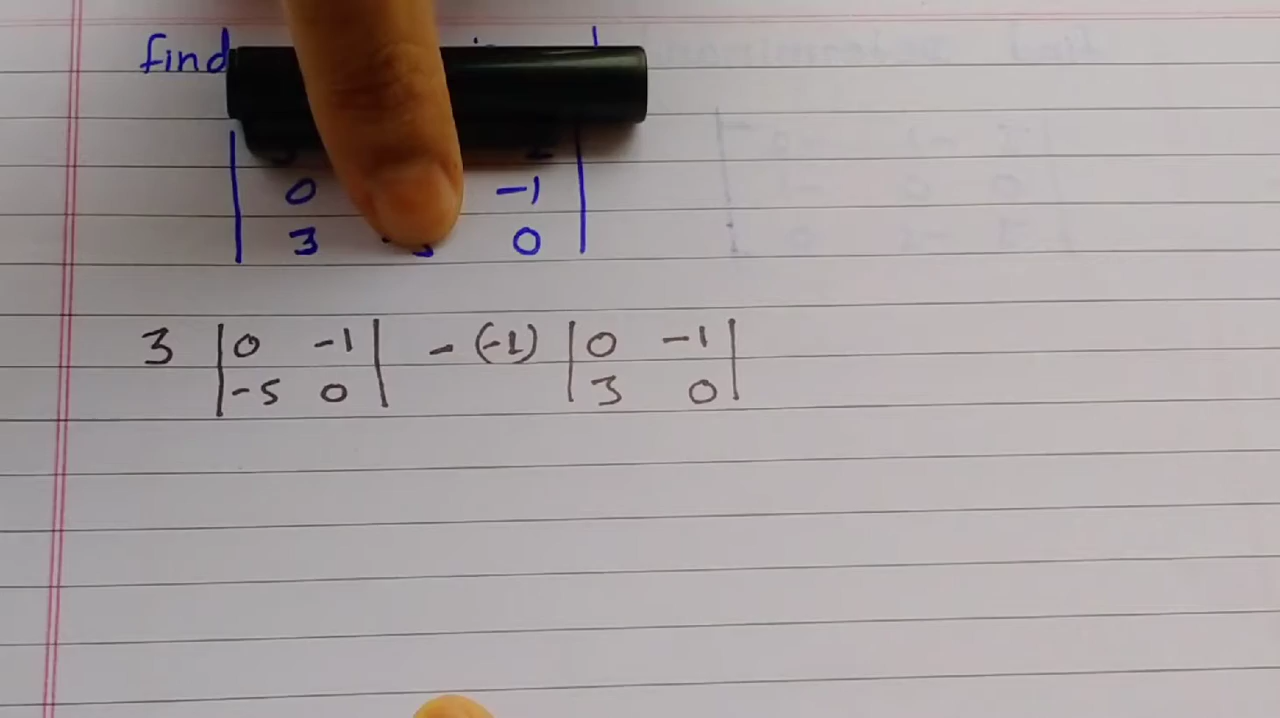 find
0 -1
3 0
3 |0 -1| - (-1) |0 -1|
|-5 0| |3 0|